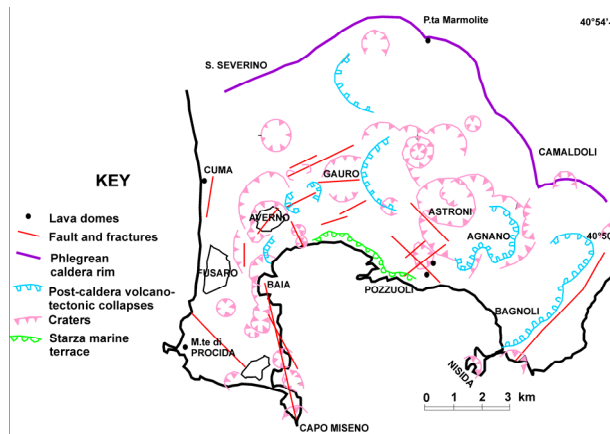 P.ta Marmolite
40°54'
S. SEVERINO
CAMALDOLI
CUMA
GAURO
KEY
ASTRONI
AVERNO
Lava domes
AGNANO
Fault and fractures
40°50
Phlegrean
caldera rim
FUSARO
BAIA
POZZUOLI
Post-caldera volcano-
tectonic collapses
BAGNOLI
Craters
Starza marine
terrace
M.te di
PROCIDA
NISIDA
0 1 2 3 km
CAPO MISENO